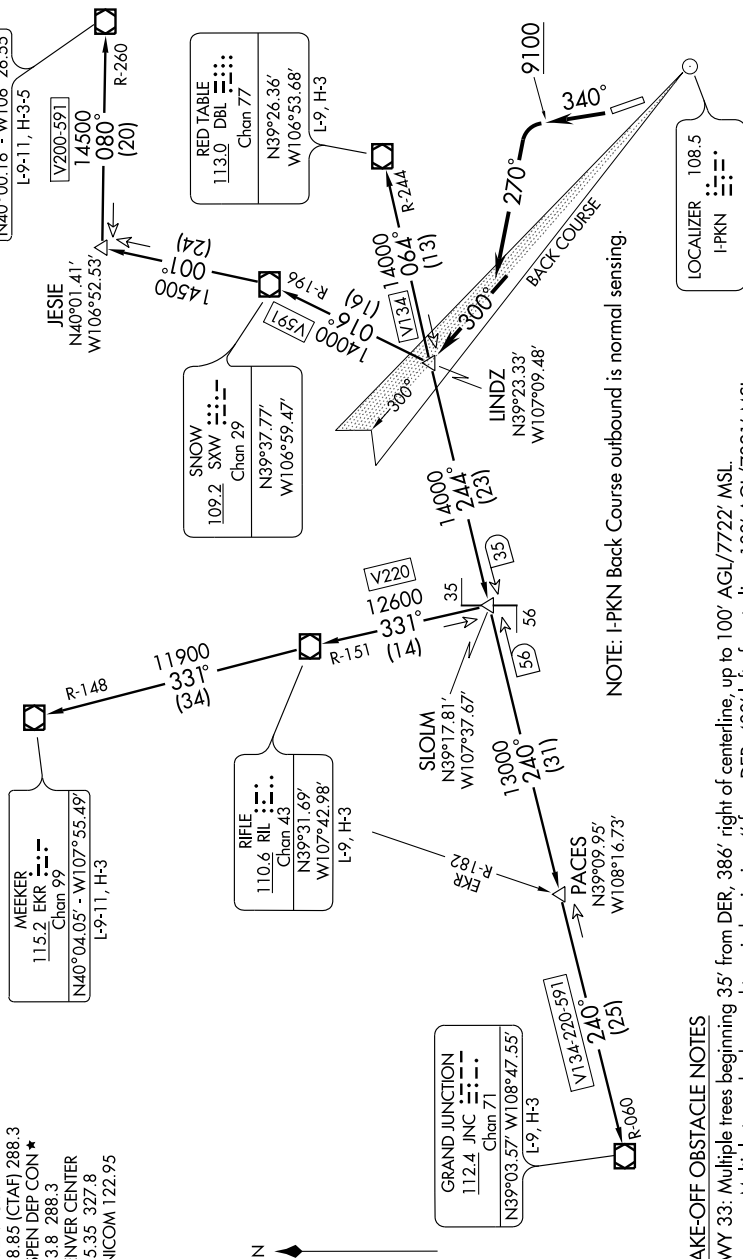 8.85 (CTAF) 288.3
PEN DEP CON ★
3.8 288.3
NVER CENTER
5.35 327.8
NICOM 122.95
N
MEEKER
115.2 EKR
Chan 99
N40°04.05' - W107°55.49'
L-9-11, H-3
R-148
11900
331°
(34)
RIFLE
110.6 RIL
Chan 43
N39°31.69'
W107°42.98'
L-9, H-3
R-151
V220
12600
331°
(14)
SNOW
109.2 SXW
Chan 29
N39°37.77'
W106°59.47'
JESIE
N40°01.41'
W106°52.53'
14500
001°
(24)
R-196
V591
14000
016°
(16)
L-9-11, H-3-5
V200-591
14500
080°
(20)
R-260
RED TABLE
113.0 DBL
Chan 77
N39°26.36'
W106°53.68'
L-9, H-3
R-244
14000
064°
(13)
V134
LINDZ
N39°23.33'
W107°09.48'
300°
300°
270°
9100
340°
BACK COURSE
LOCALIZER 108.5
I-PKN
14000
244°
(23)
35
35
56
56
SLOLM
N39°17.81'
W107°37.67'
13000
240°
(31)
EKR
R-182
PACES
N39°09.95'
W108°16.73'
V134-220-591
240°
(25)
R-060
GRAND JUNCTION
112.4 JNC
Chan 71
N39°03.57' W108°47.55'
L-9, H-3
NOTE: I-PKN Back Course outbound is normal sensing.
AKE-OFF OBSTACLE NOTES
WY 33: Multiple trees beginning 35' from DER, 386' right of centerline, up to 100' AGL/7722' MSL.